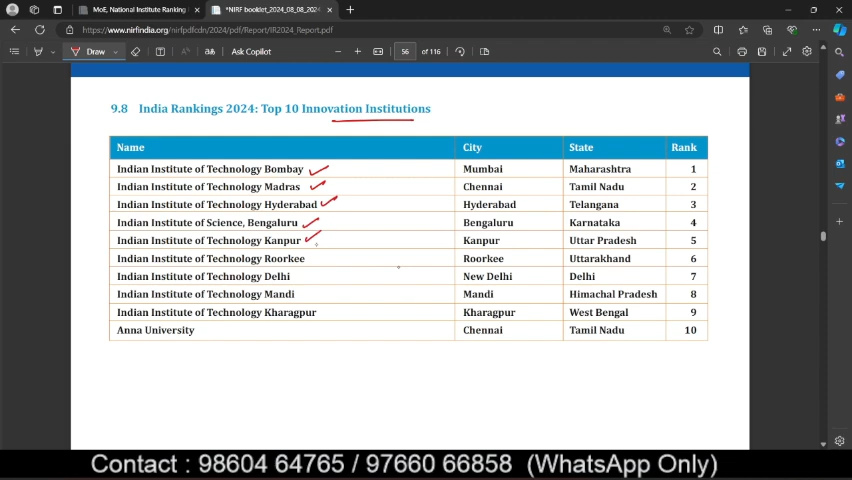 MoE, National Institute Ranking
*NIRF booklet_2024_08_08_2024
https://www.nirfindia.org/nirfpdfcdn/2024/pdf/Report/IR2024_Report.pdf
Draw
Ask Copilot
56 of 116
9.8 India Rankings 2024: Top 10 Innovation Institutions
Name City State Rank
Indian Institute of Technology Bombay Mumbai Maharashtra 1
Indian Institute of Technology Madras Chennai Tamil Nadu 2
Indian Institute of Technology Hyderabad Hyderabad Telangana 3
Indian Institute of Science, Bengaluru Bengaluru Karnataka 4
Indian Institute of Technology Kanpur Kanpur Uttar Pradesh 5
Indian Institute of Technology Roorkee Roorkee Uttarakhand 6
Indian Institute of Technology Delhi New Delhi Delhi 7
Indian Institute of Technology Mandi Mandi Himachal Pradesh 8
Indian Institute of Technology Kharagpur Kharagpur West Bengal 9
Anna University Chennai Tamil Nadu 10
Contact : 98604 64765 / 97660 66858 (WhatsApp Only)